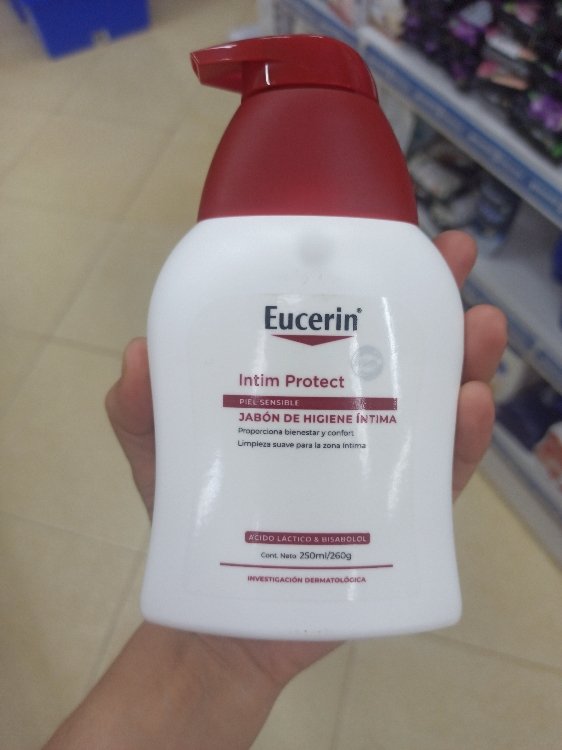 Eucerin®
Intim Protect
PIEL SENSIBLE
JABÓN DE HIGIENE ÍNTIMA
Proporciona bienestar y confort
Limpieza suave para la zona íntima
ÁCIDO LÁCTICO & BISABOLOL
Cont. Neto 250ml/260g
INVESTIGACIÓN DERMATOLÓGICA